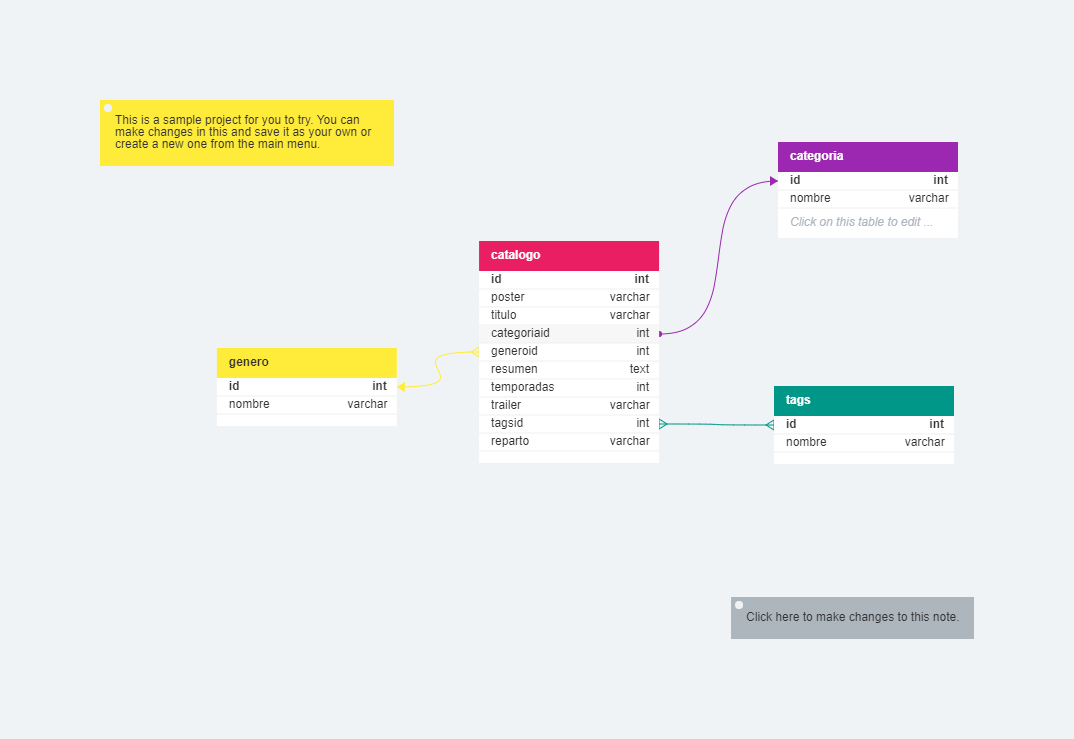 This is a sample project for you to try. You can
make changes in this and save it as your own or
create a new one from the main menu.
categoria
id int
nombre varchar
Click on this table to edit ...
catalogo
id int
poster varchar
titulo varchar
categoriaid int
generoid int
resumen text
temporadas int
trailer varchar
tagsid int
reparto varchar
genero
id int
nombre varchar
tags
id int
nombre varchar
Click here to make changes to this note.